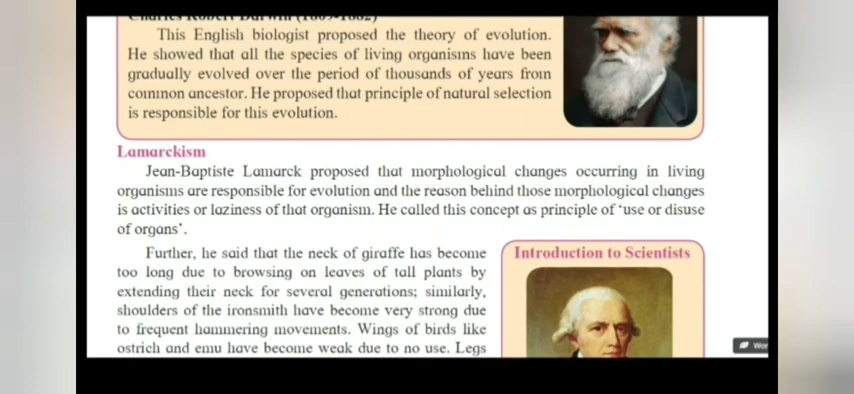 Charles Robert Darwin (1809-1882)
This English biologist proposed the theory of evolution.
He showed that all the species of living organisms have been
gradually evolved over the period of thousands of years from
common ancestor. He proposed that principle of natural selection
is responsible for this evolution.
Lamarckism
Jean-Baptiste Lamarck proposed that morphological changes occurring in living
organisms are responsible for evolution and the reason behind those morphological changes
is activities or laziness of that organism. He called this concept as principle of ‘use or disuse
of organs’.
Further, he said that the neck of giraffe has become
too long due to browsing on leaves of tall plants by
extending their neck for several generations; similarly,
shoulders of the ironsmith have become very strong due
to frequent hammering movements. Wings of birds like
ostrich and emu have become weak due to no use. Legs
Introduction to Scientists